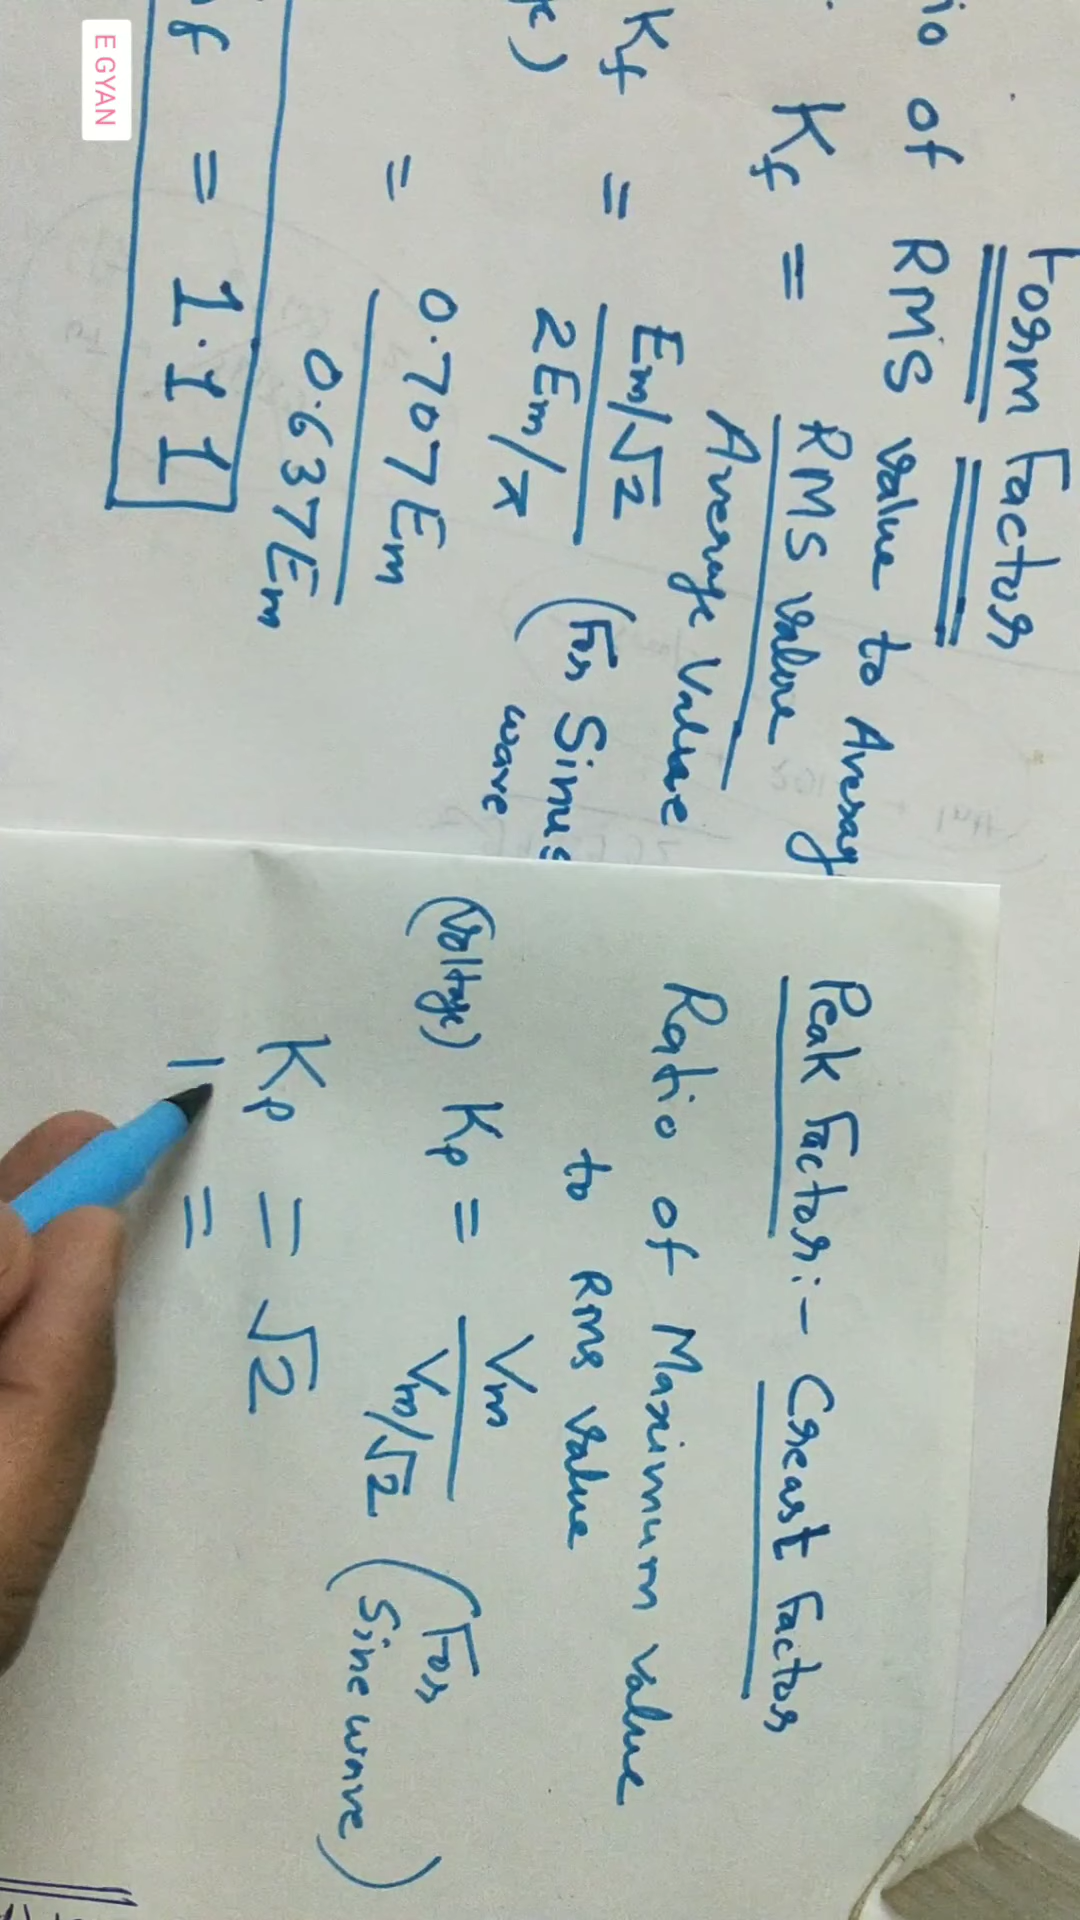 Form Factor
io of RMS value to Averag
Kf = RMS value
Average Value
Kf = Em/√2
2Em/π
(For Sinus
wave
= 0.707Em
0.637Em
f = 1.11
Peak Factor:- Creast Factor
Ratio of Maximum value
to Rms value
(Voltage) Kp = Vm
Vm/√2
(For
Sine wave)
Kp = √2
=
E GYAN